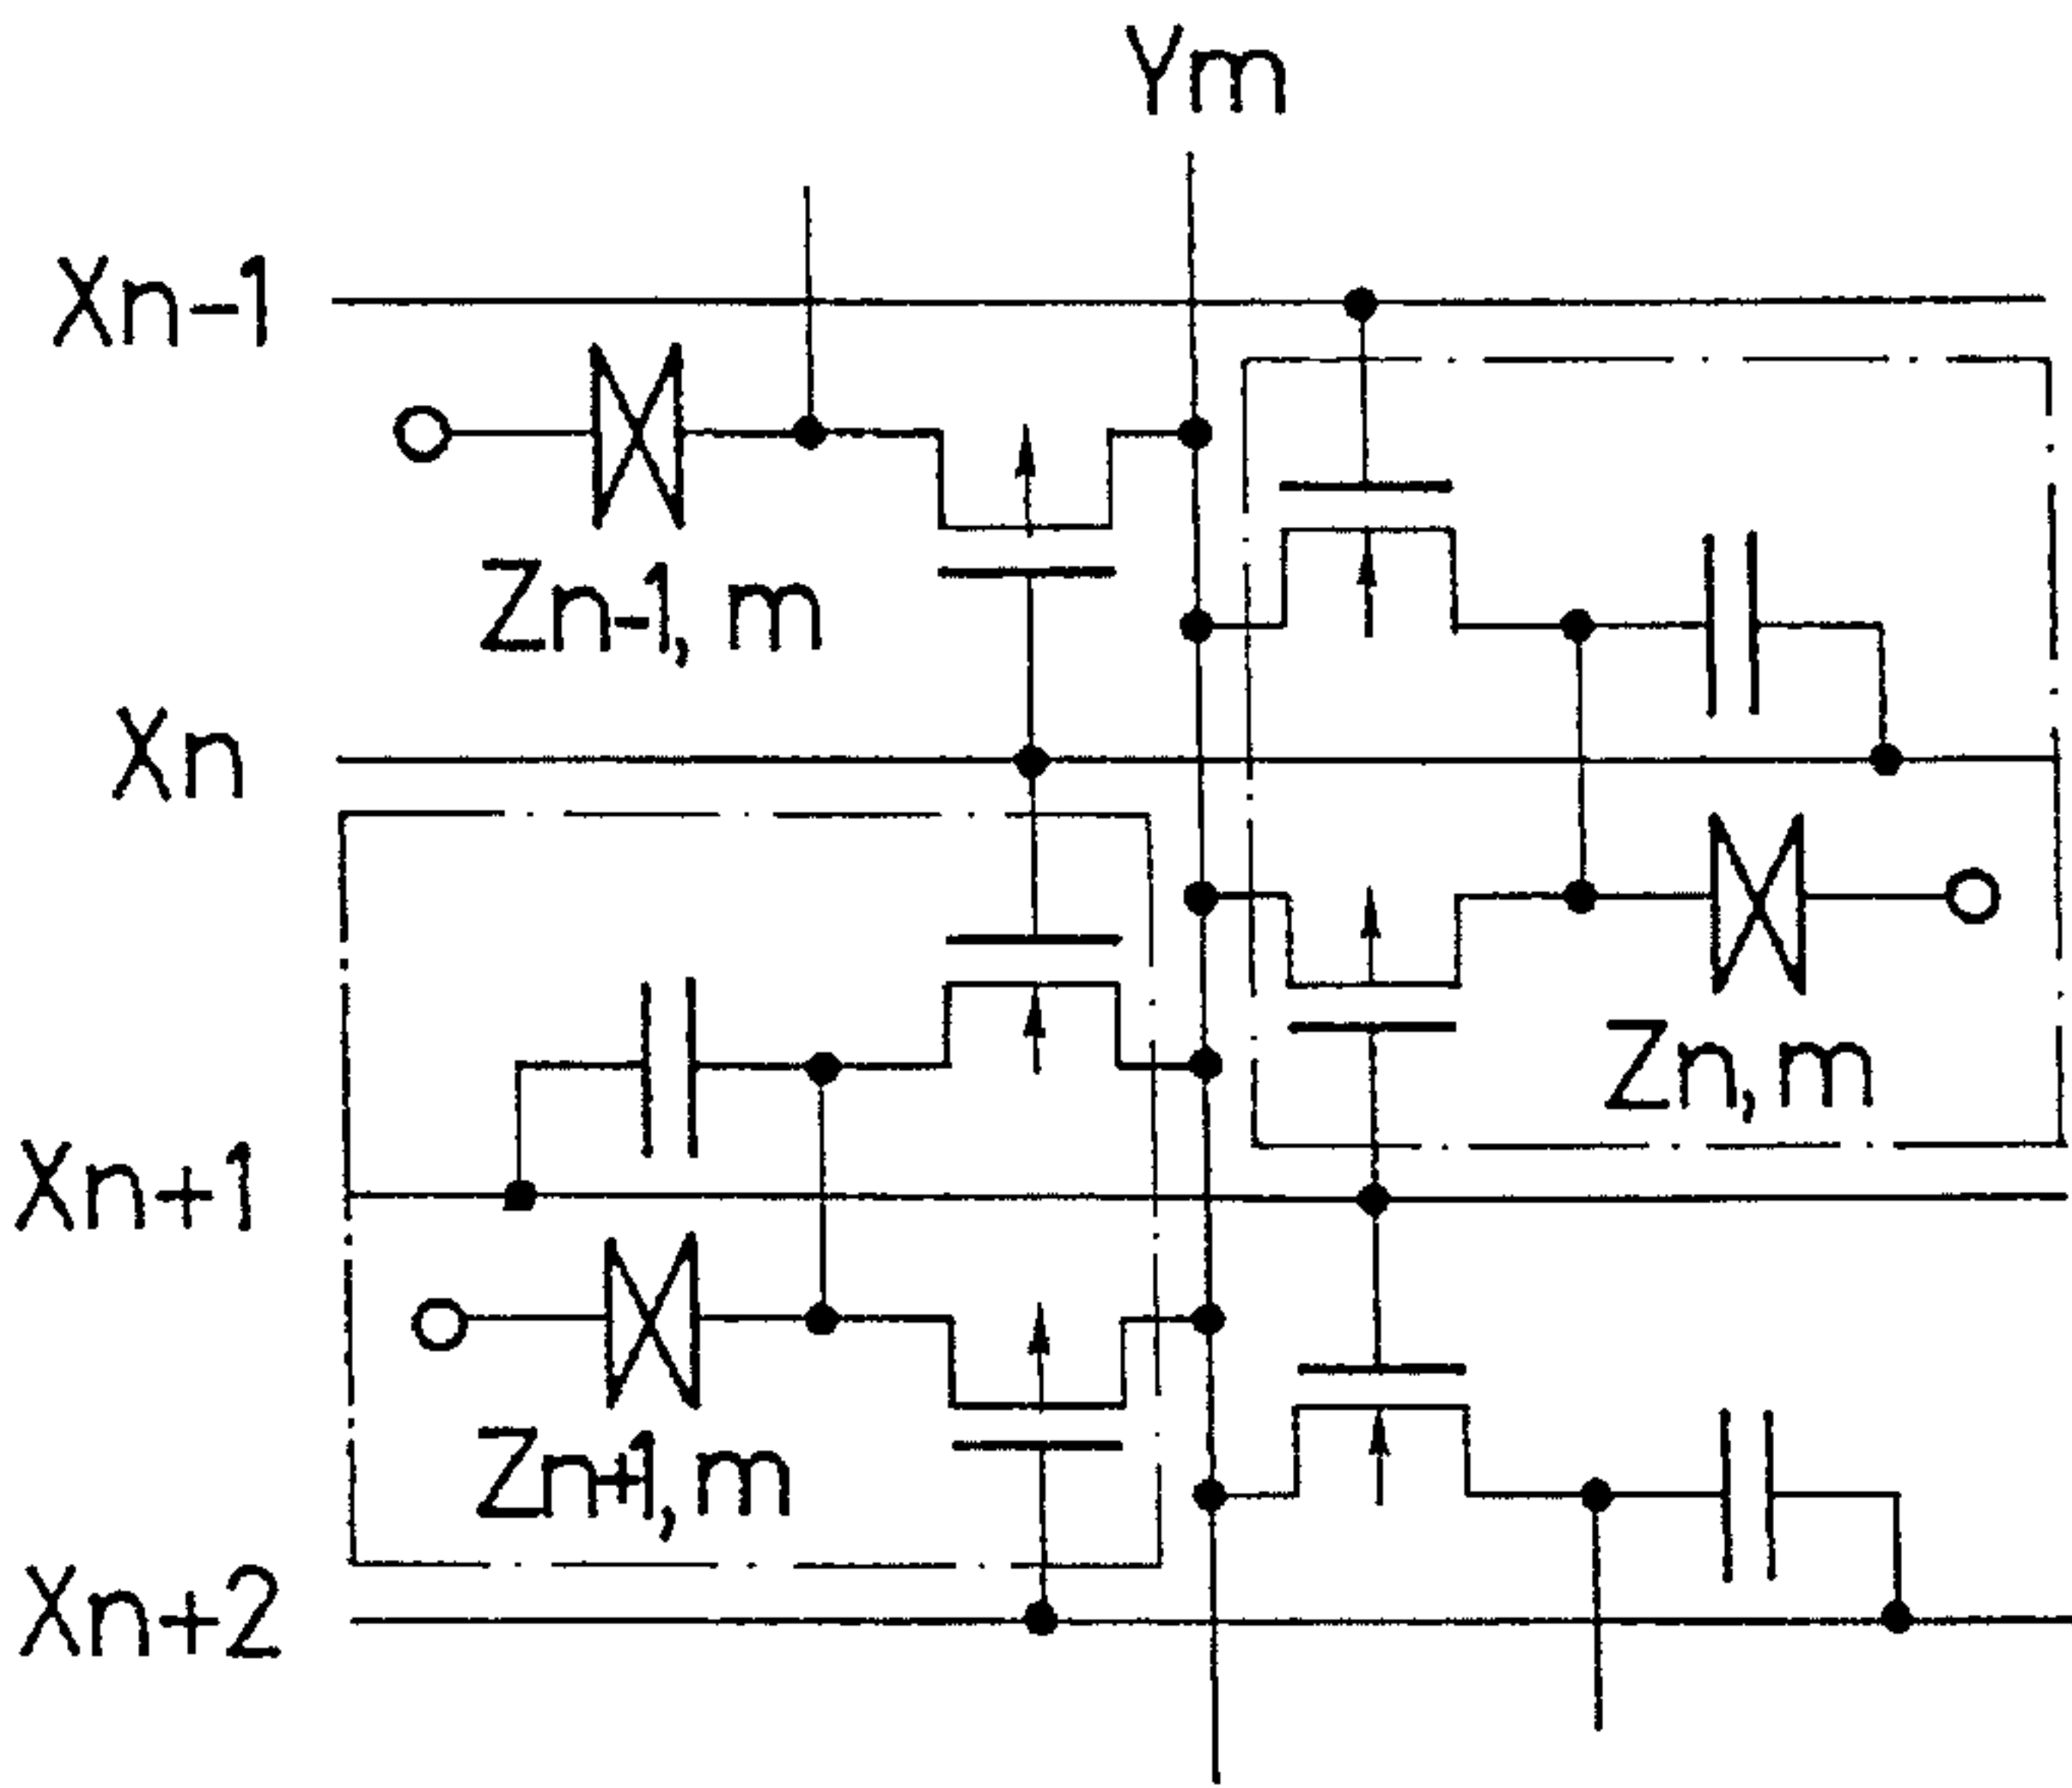 Ym
Xn-1
Zn-1, m
Xn
Zn, m
Xn+1
Zn+1, m
Xn+2